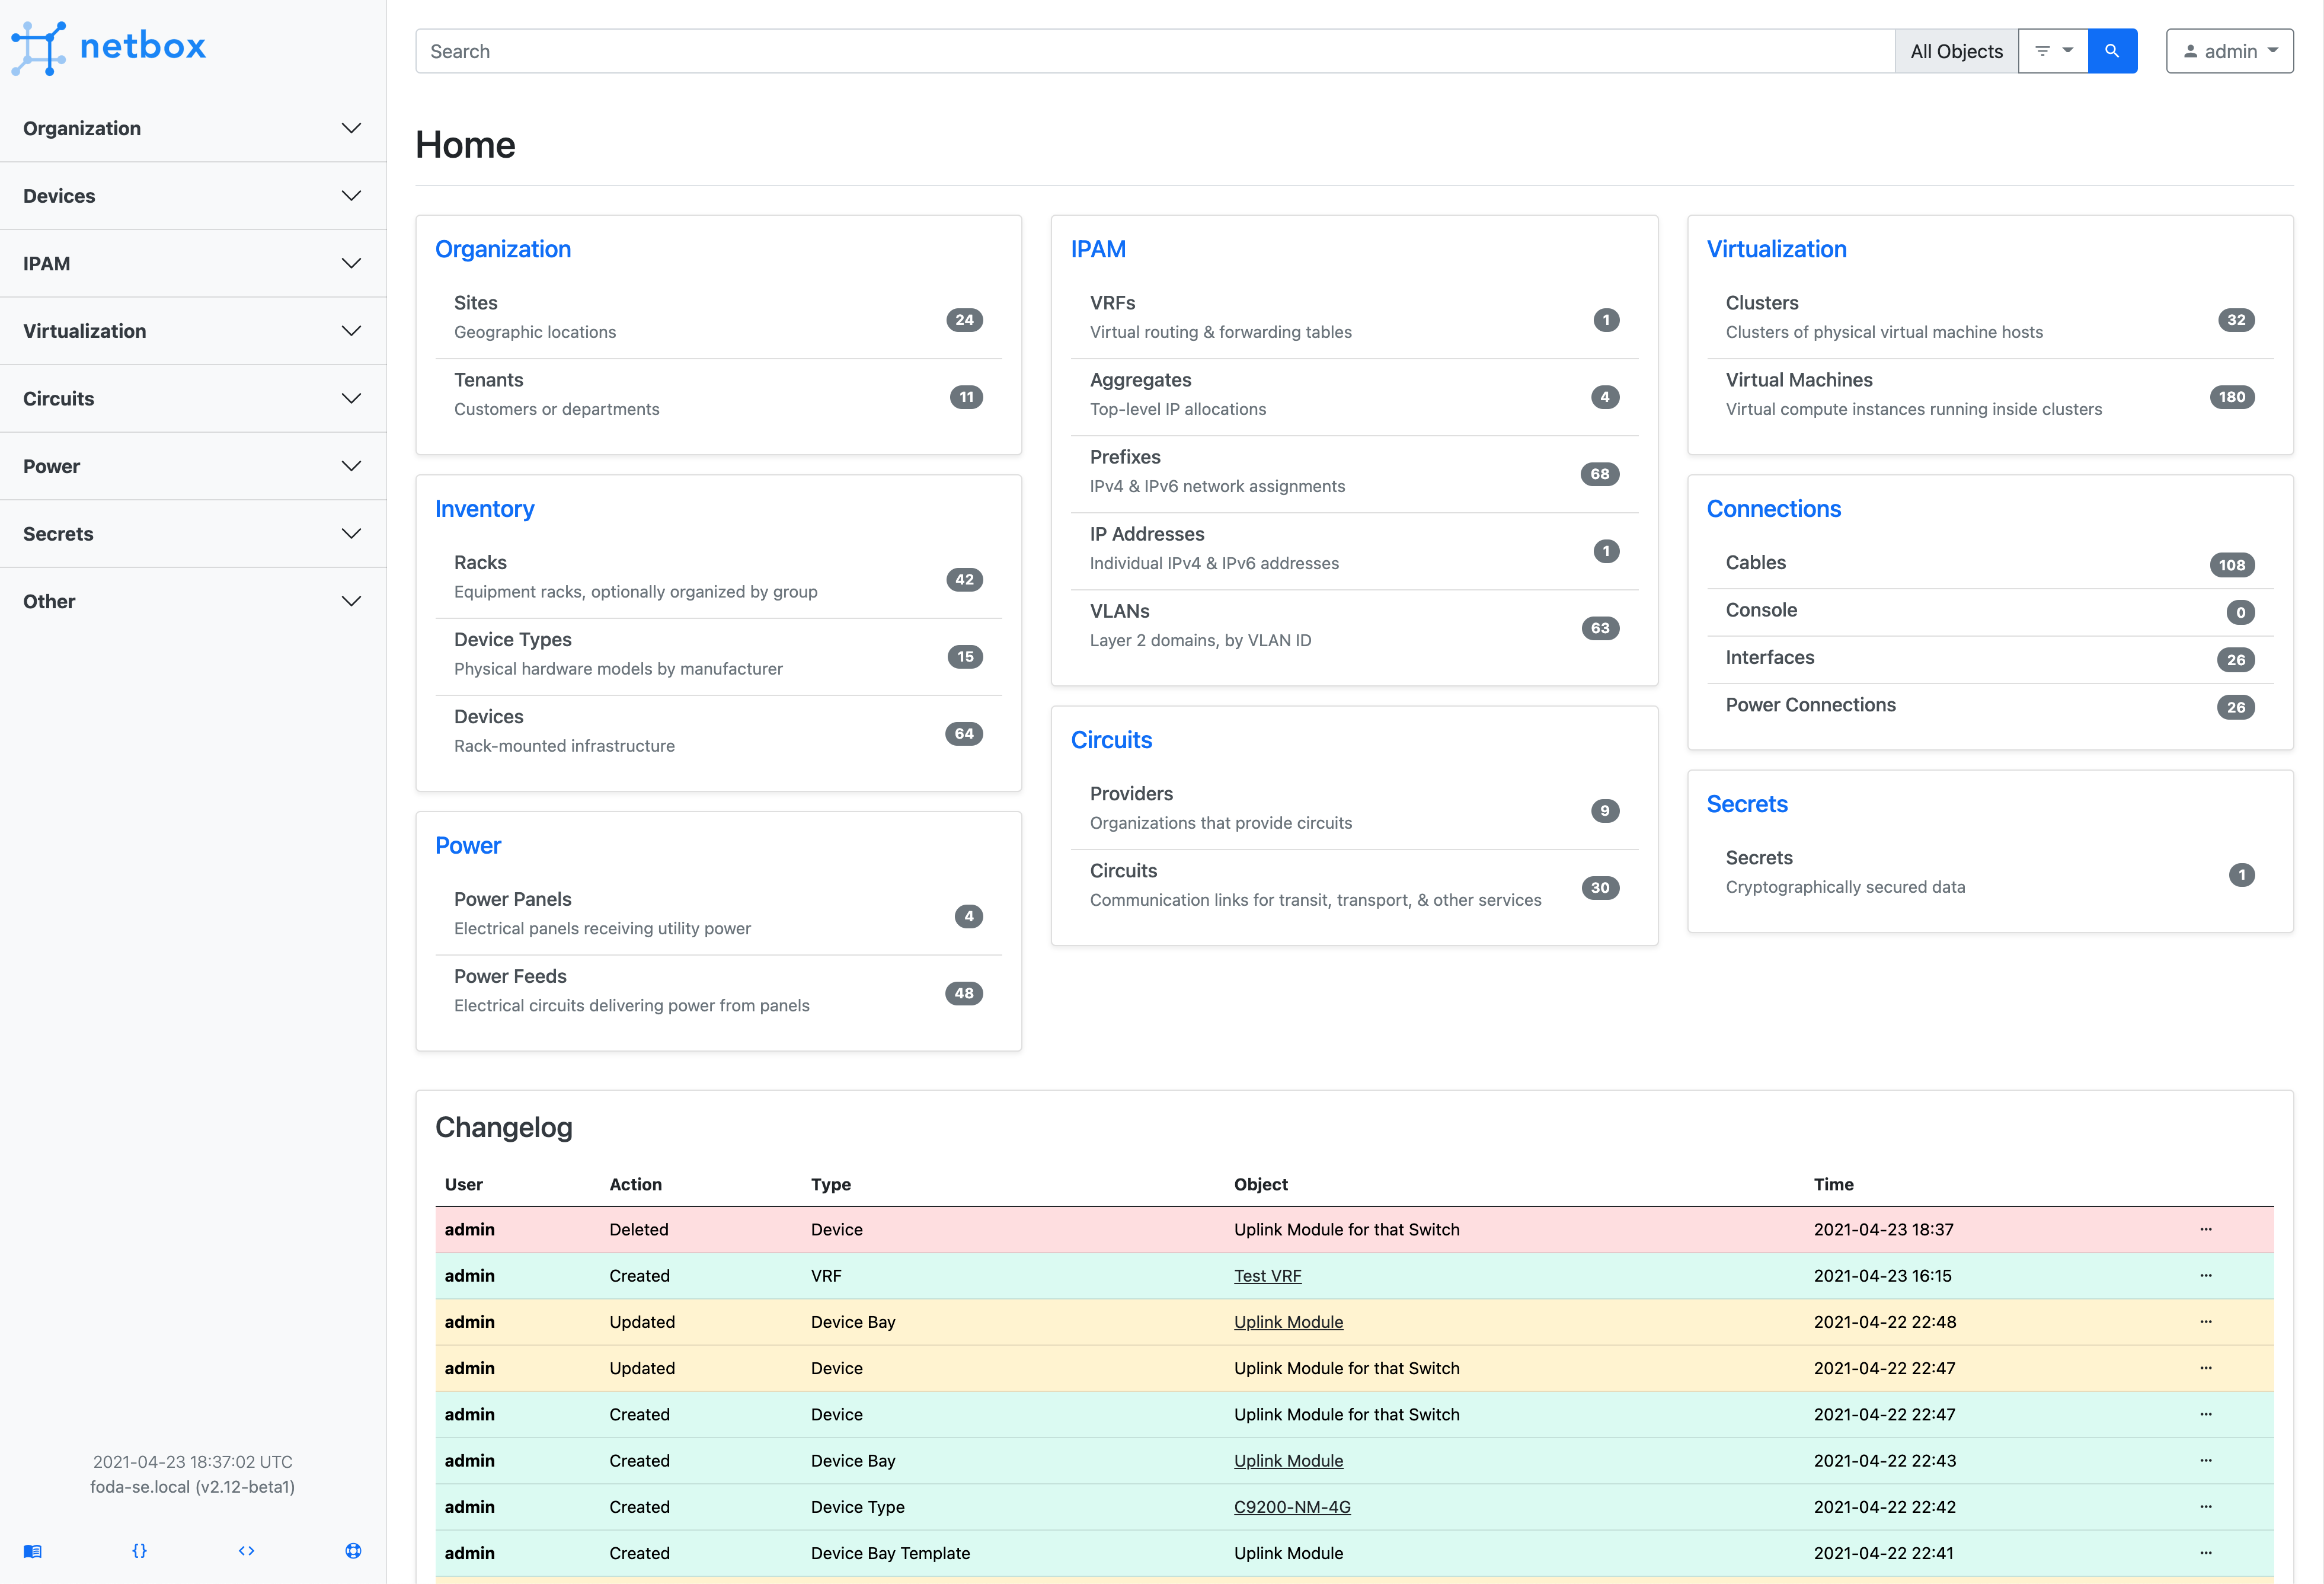 netbox
Search
All Objects
admin
Organization
Devices
IPAM
Virtualization
Circuits
Power
Secrets
Other
2021-04-23 18:37:02 UTC
foda-se.local (v2.12-beta1)
Home
Organization
Sites
Geographic locations
24
Tenants
Customers or departments
11
Inventory
Racks
Equipment racks, optionally organized by group
42
Device Types
Physical hardware models by manufacturer
15
Devices
Rack-mounted infrastructure
64
Power
Power Panels
Electrical panels receiving utility power
4
Power Feeds
Electrical circuits delivering power from panels
48
IPAM
VRFs
Virtual routing & forwarding tables
1
Aggregates
Top-level IP allocations
4
Prefixes
IPv4 & IPv6 network assignments
68
IP Addresses
Individual IPv4 & IPv6 addresses
1
VLANs
Layer 2 domains, by VLAN ID
63
Circuits
Providers
Organizations that provide circuits
9
Circuits
Communication links for transit, transport, & other services
30
Virtualization
Clusters
Clusters of physical virtual machine hosts
32
Virtual Machines
Virtual compute instances running inside clusters
180
Connections
Cables 108
Console 0
Interfaces 26
Power Connections 26
Secrets
Secrets
Cryptographically secured data
1
Changelog
User Action Type Object Time
admin Deleted Device Uplink Module for that Switch 2021-04-23 18:37 ...
admin Created VRF Test VRF 2021-04-23 16:15 ...
admin Updated Device Bay Uplink Module 2021-04-22 22:48 ...
admin Updated Device Uplink Module for that Switch 2021-04-22 22:47 ...
admin Created Device Uplink Module for that Switch 2021-04-22 22:47 ...
admin Created Device Bay Uplink Module 2021-04-22 22:43 ...
admin Created Device Type C9200-NM-4G 2021-04-22 22:42 ...
admin Created Device Bay Template Uplink Module 2021-04-22 22:41 ...